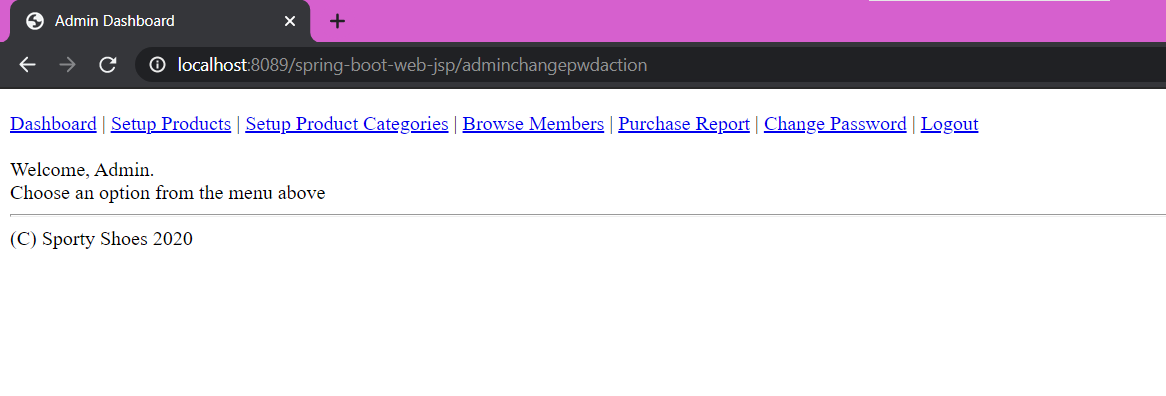 Admin Dashboard
localhost:8089/spring-boot-web-jsp/adminchangepwdaction
Dashboard | Setup Products | Setup Product Categories | Browse Members | Purchase Report | Change Password | Logout
Welcome, Admin.
Choose an option from the menu above
(C) Sporty Shoes 2020